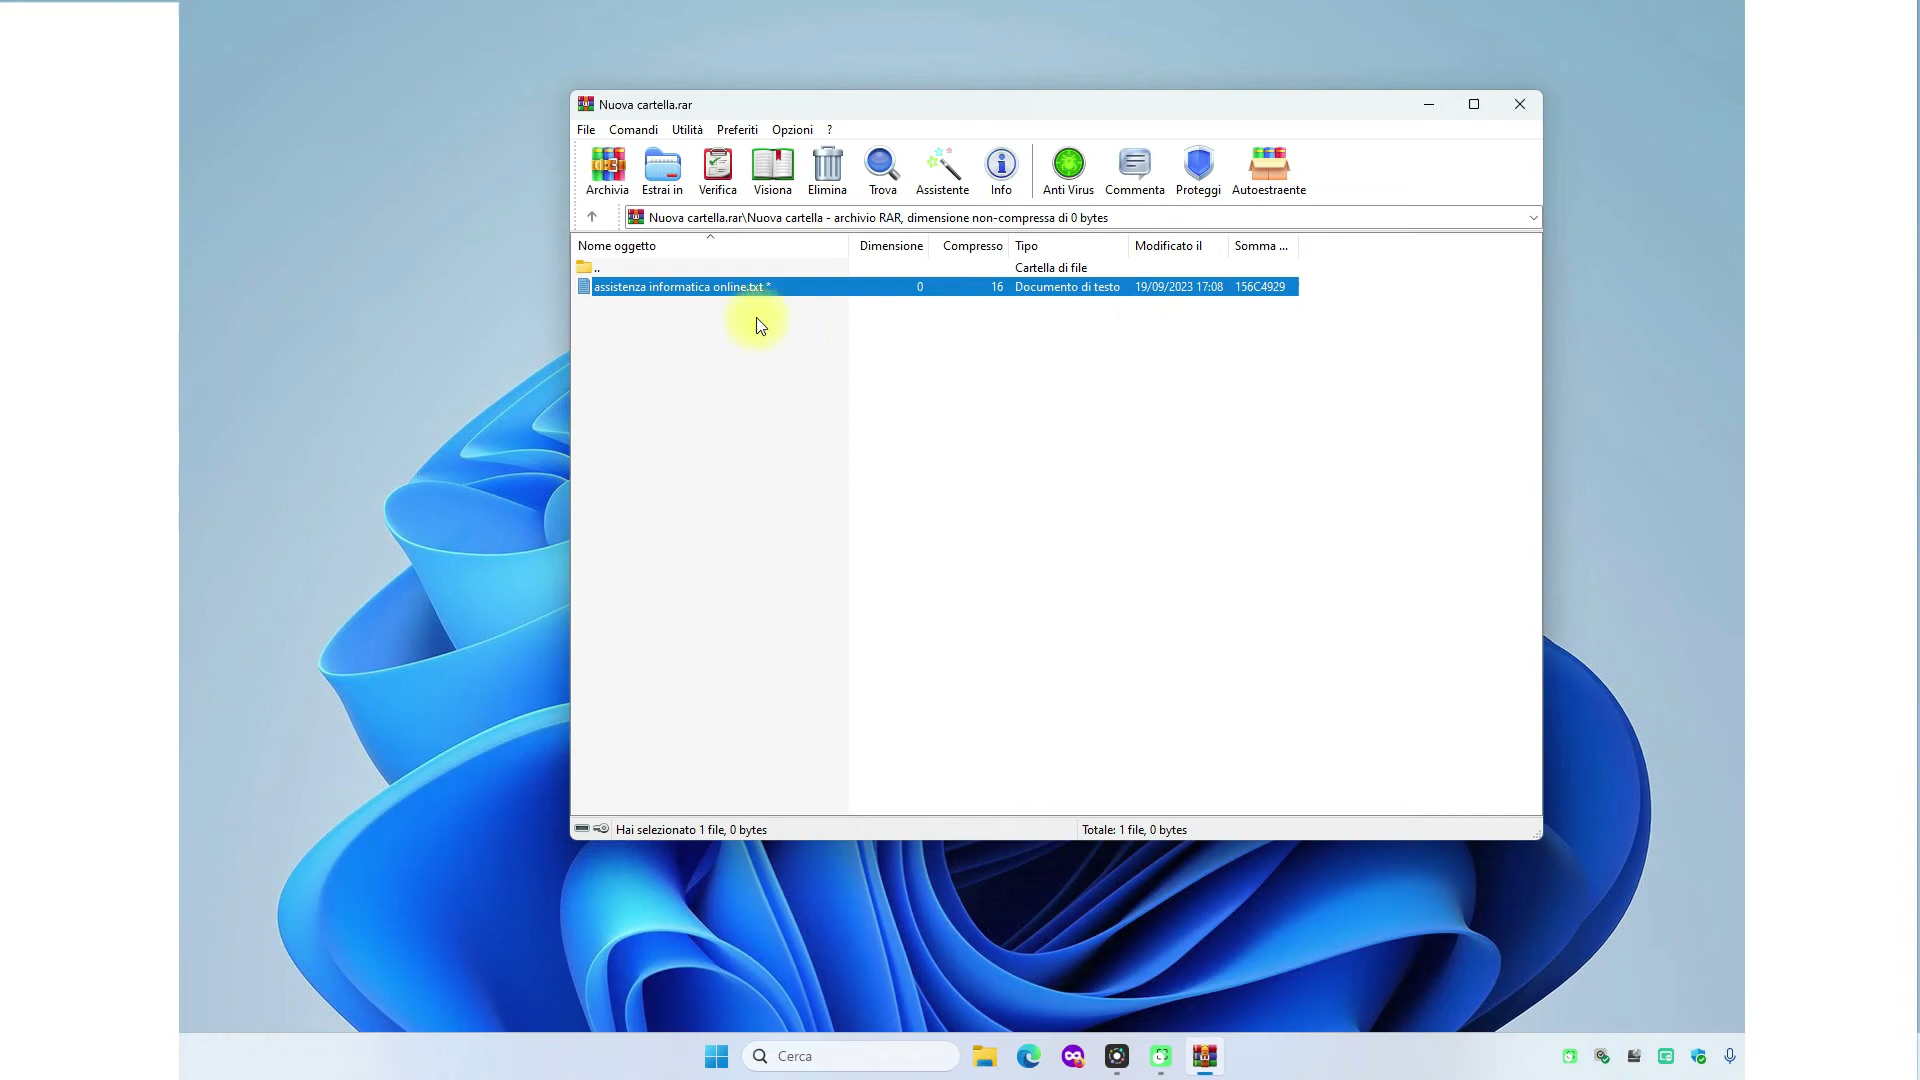 Nuova cartella.rar
File Comandi Utilità Preferiti Opzioni ?
Archivia Estrai in Verifica Visiona Elimina Trova Assistente Info Anti Virus Commenta Proteggi Autoestraente
Nuova cartella.rar\Nuova cartella - archivio RAR, dimensione non-compressa di 0 bytes
Nome oggetto Dimensione Compresso Tipo Modificato il Somma ...
.. Cartella di file
assistenza informatica online.txt * 0 16 Documento di testo 19/09/2023 17:08 156C4929
Hai selezionato 1 file, 0 bytes Totale: 1 file, 0 bytes
Cerca